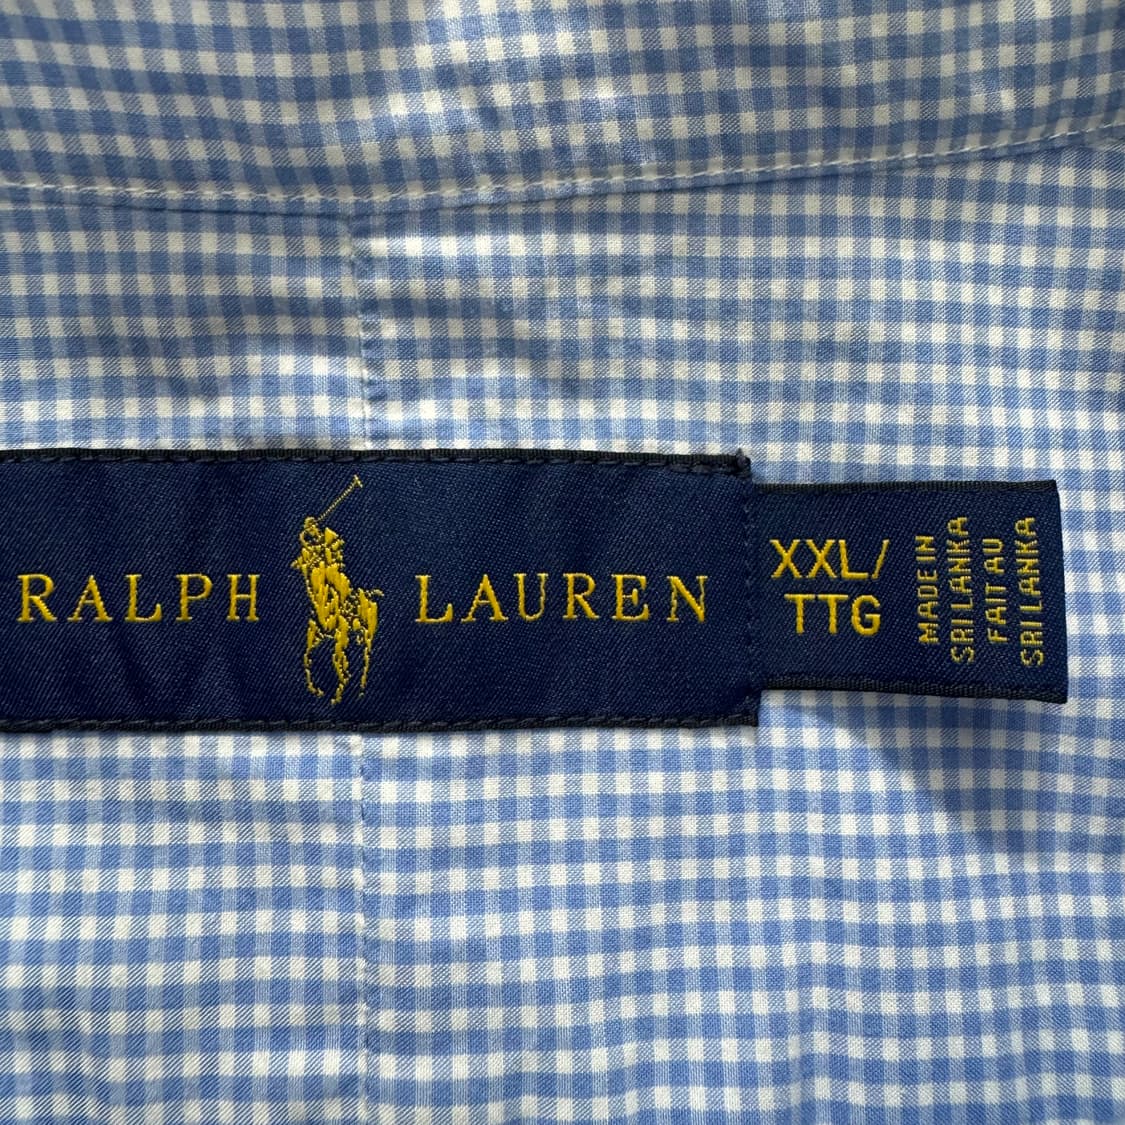 RALPH LAUREN
XXL/
TTG
MADE IN
SRI LANKA
FAIT AU
SRI LANKA